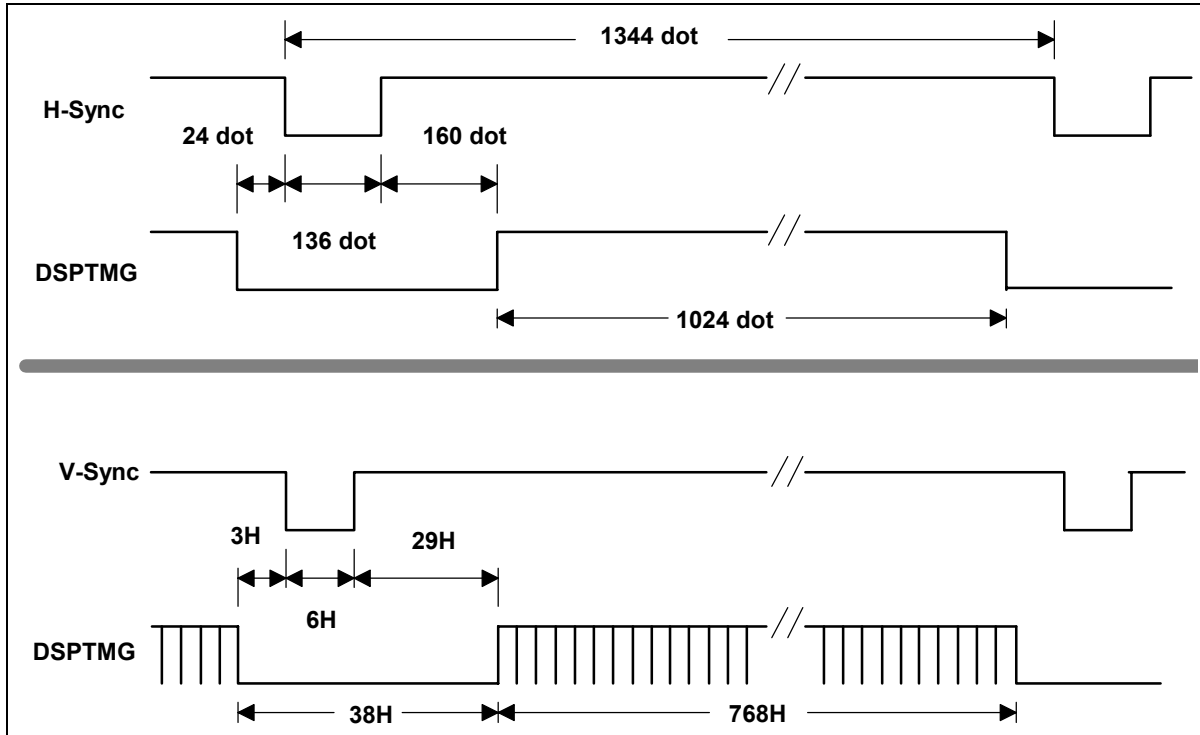 1344 dot
H-Sync
24 dot
160 dot
136 dot
DSPTMG
1024 dot
V-Sync
3H
29H
6H
DSPTMG
38H
768H